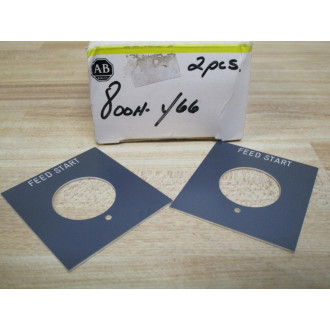 AB
2pcs.
800H- Y66
FEED START
FEED START